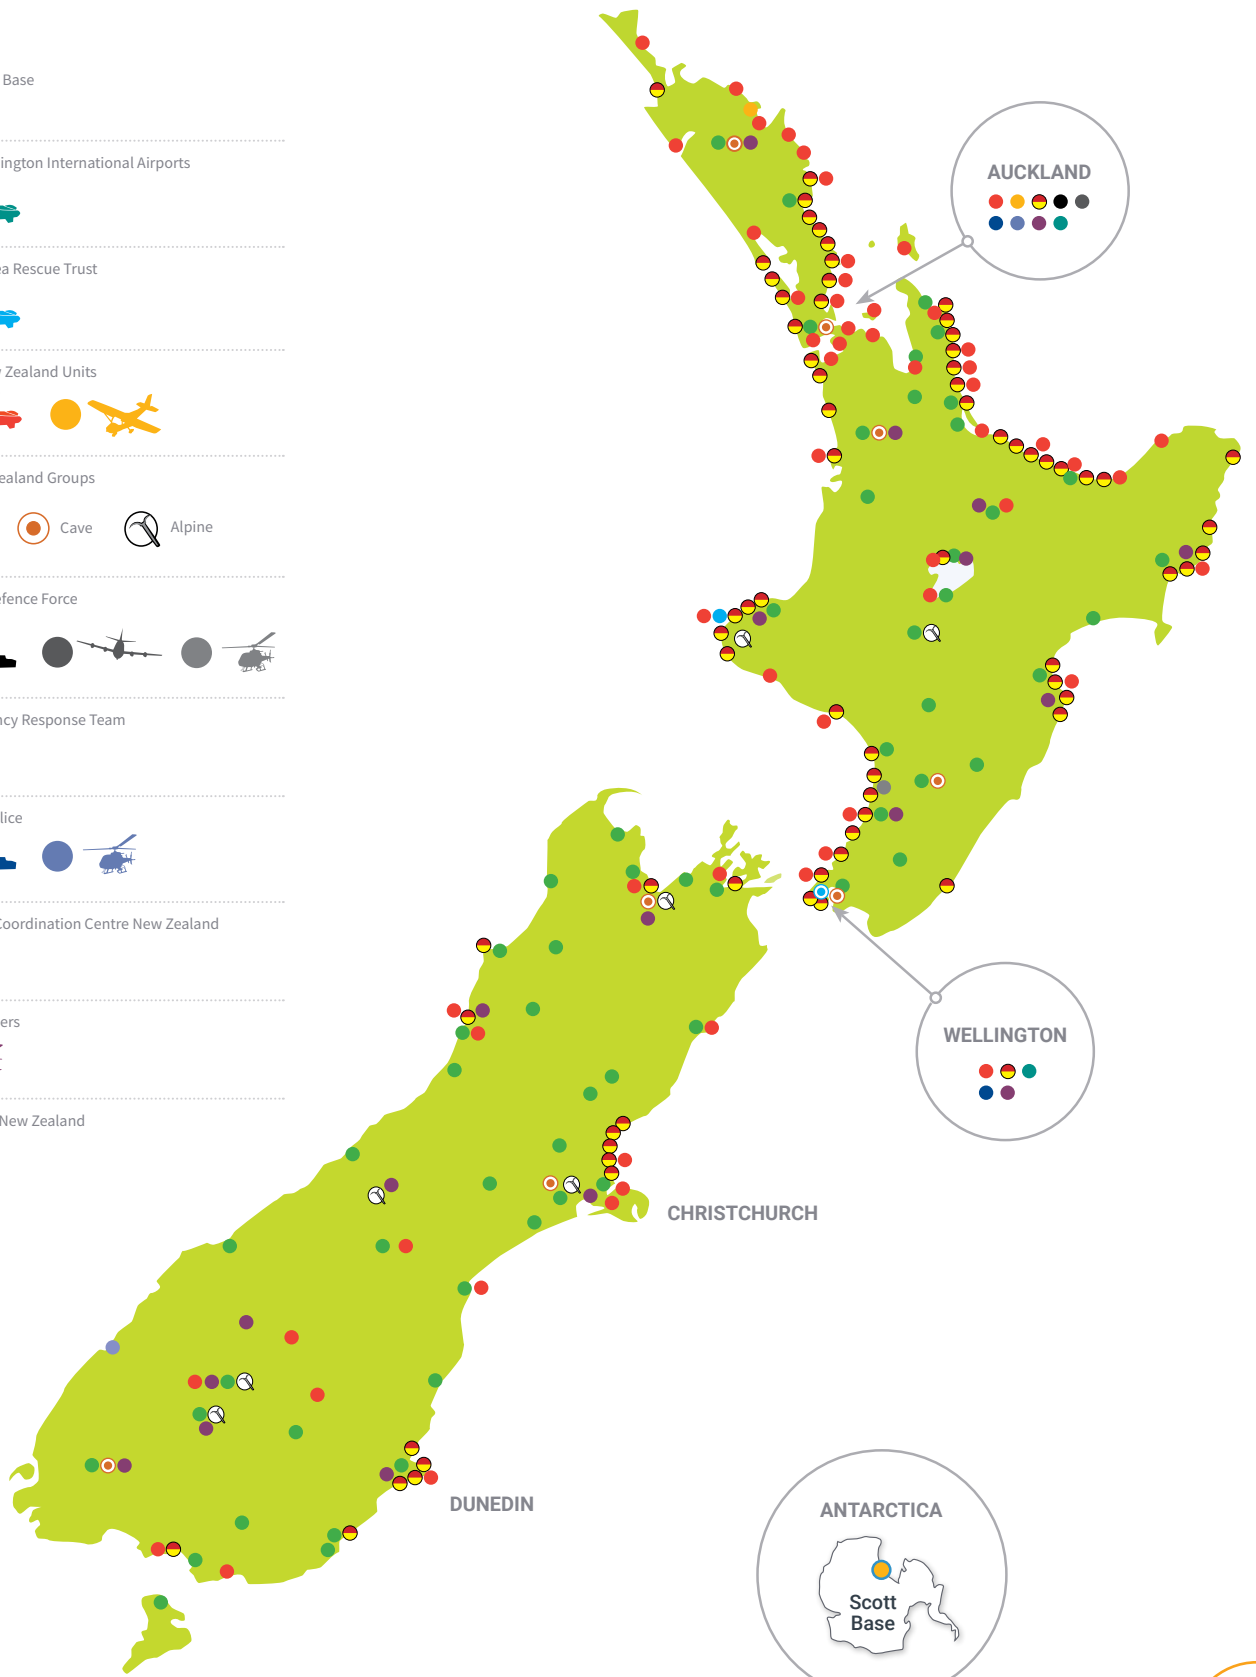 Base
ington International Airports
ea Rescue Trust
Zealand Units
ealand Groups
Cave
Alpine
efence Force
ncy Response Team
lice
Coordination Centre New Zealand
ers
New Zealand
AUCKLAND
WELLINGTON
CHRISTCHURCH
DUNEDIN
ANTARCTICA
Scott
Base